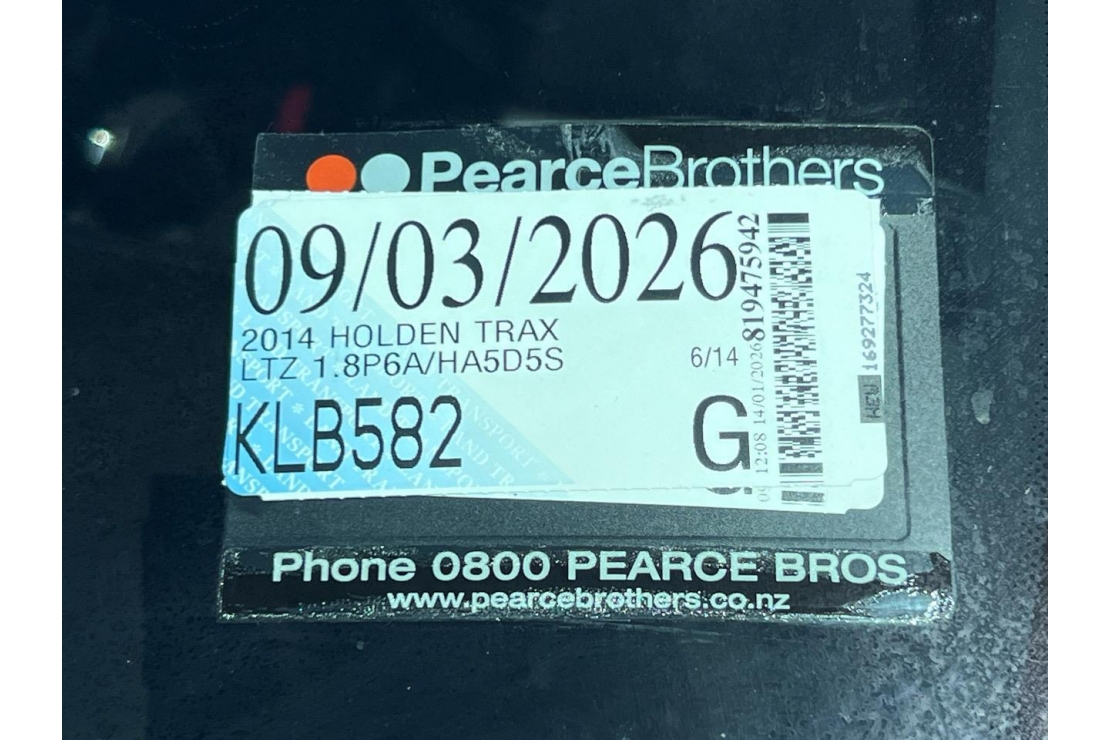 PearceBrothers
09/03/2026
2014 HOLDEN TRAX
LTZ 1.8P6A/HA5D5S
6/14
KLB582
G
819475942
12:08 14/01/2026
169277324
NEW
Phone 0800 PEARCE BROS
www.pearcebrothers.co.nz